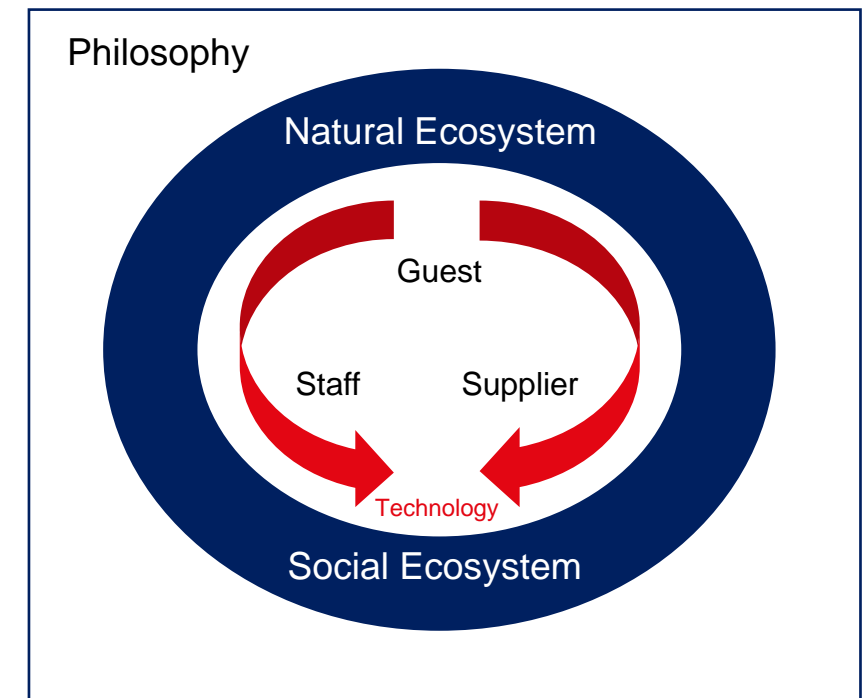 Philosophy
Natural Ecosystem
Guest
Staff Supplier
Technology
Social Ecosystem